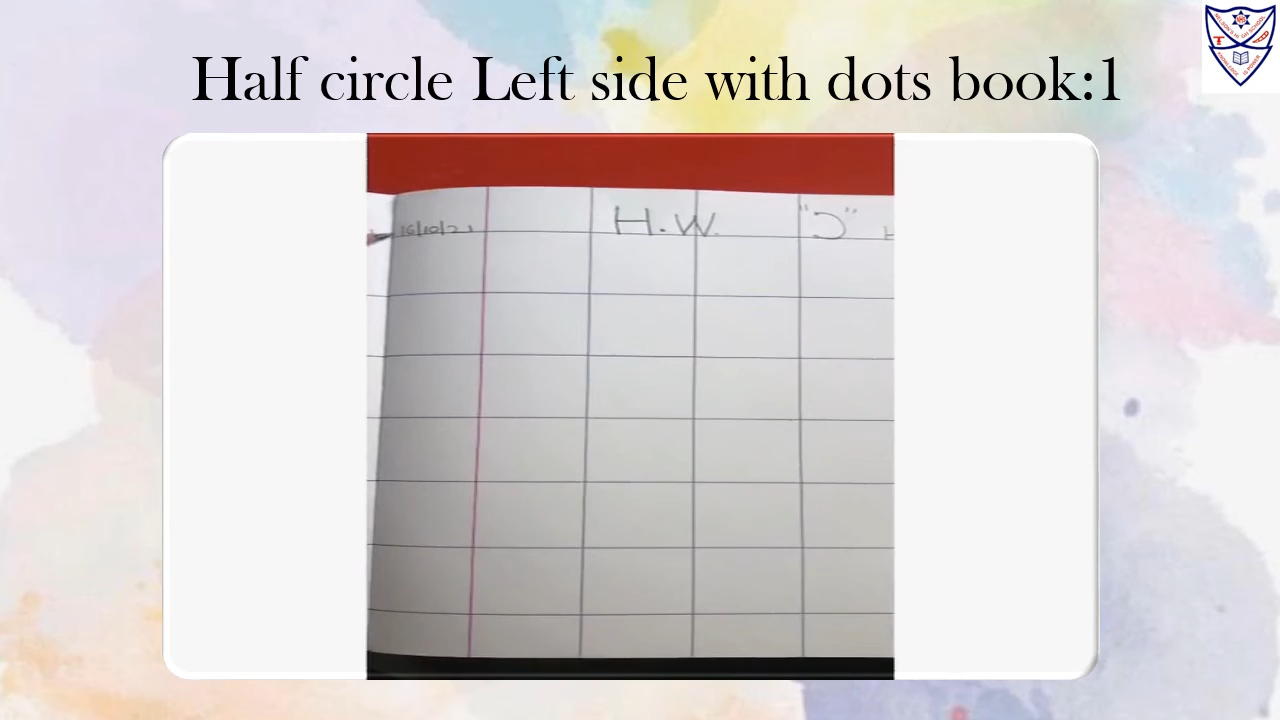 Half circle Left side with dots book:1
16/10/21 H.W. "Ɔ" H